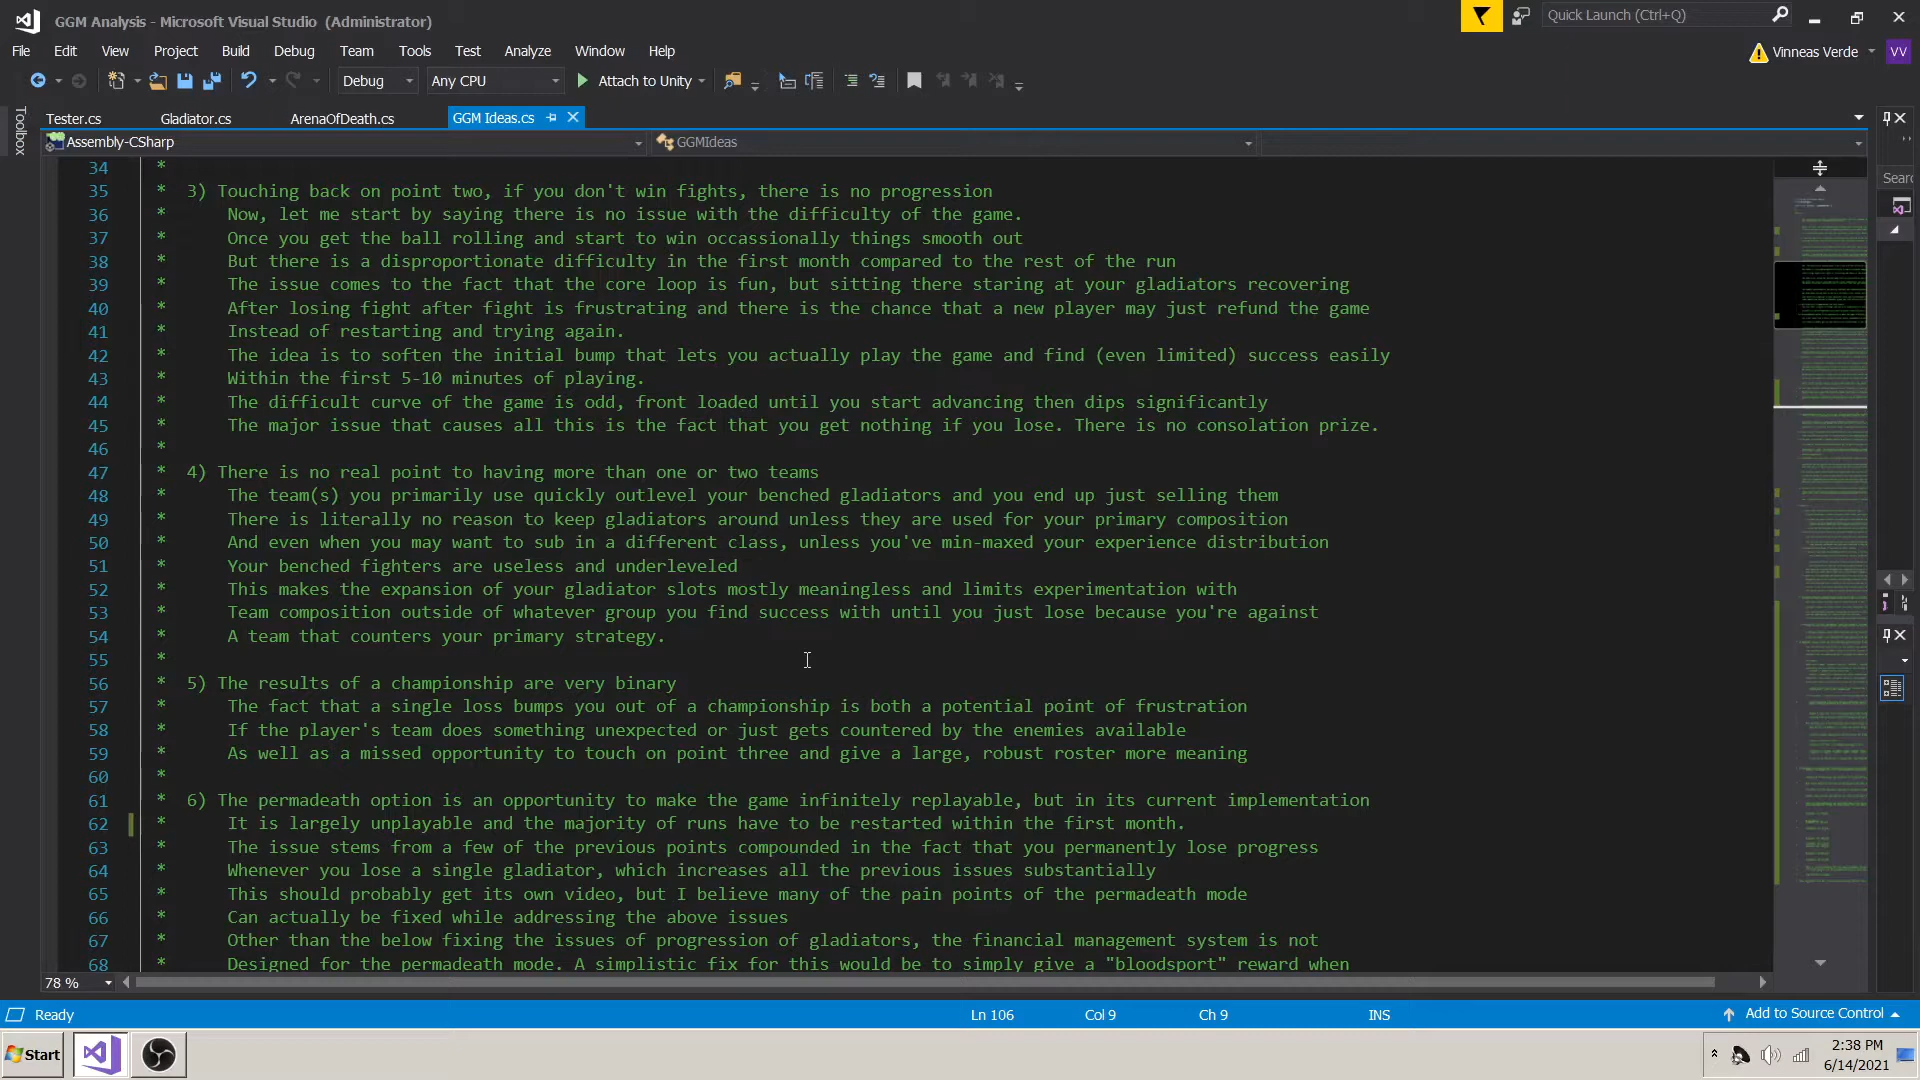 GGM Analysis - Microsoft Visual Studio (Administrator)
Quick Launch (Ctrl+Q)
File Edit View Project Build Debug Team Tools Test Analyze Window Help
Vinneas Verde VV
Debug Any CPU Attach to Unity
Toolbox
Tester.cs Gladiator.cs ArenaOfDeath.cs GGM Ideas.cs
Assembly-CSharp GGMIdeas
34 *
35 * 3) Touching back on point two, if you don't win fights, there is no progression
36 * Now, let me start by saying there is no issue with the difficulty of the game.
37 * Once you get the ball rolling and start to win occassionally things smooth out
38 * But there is a disproportionate difficulty in the first month compared to the rest of the run
39 * The issue comes to the fact that the core loop is fun, but sitting there staring at your gladiators recovering
40 * After losing fight after fight is frustrating and there is the chance that a new player may just refund the game
41 * Instead of restarting and trying again.
42 * The idea is to soften the initial bump that lets you actually play the game and find (even limited) success easily
43 * Within the first 5-10 minutes of playing.
44 * The difficult curve of the game is odd, front loaded until you start advancing then dips significantly
45 * The major issue that causes all this is the fact that you get nothing if you lose. There is no consolation prize.
46 *
47 * 4) There is no real point to having more than one or two teams
48 * The team(s) you primarily use quickly outlevel your benched gladiators and you end up just selling them
49 * There is literally no reason to keep gladiators around unless they are used for your primary composition
50 * And even when you may want to sub in a different class, unless you've min-maxed your experience distribution
51 * Your benched fighters are useless and underleveled
52 * This makes the expansion of your gladiator slots mostly meaningless and limits experimentation with
53 * Team composition outside of whatever group you find success with until you just lose because you're against
54 * A team that counters your primary strategy.
55 *
56 * 5) The results of a championship are very binary
57 * The fact that a single loss bumps you out of a championship is both a potential point of frustration
58 * If the player's team does something unexpected or just gets countered by the enemies available
59 * As well as a missed opportunity to touch on point three and give a large, robust roster more meaning
60 *
61 * 6) The permadeath option is an opportunity to make the game infinitely replayable, but in its current implementation
62 * It is largely unplayable and the majority of runs have to be restarted within the first month.
63 * The issue stems from a few of the previous points compounded in the fact that you permanently lose progress
64 * Whenever you lose a single gladiator, which increases all the previous issues substantially
65 * This should probably get its own video, but I believe many of the pain points of the permadeath mode
66 * Can actually be fixed while addressing the above issues
67 * Other than the below fixing the issues of progression of gladiators, the financial management system is not
68 * Designed for the permadeath mode. A simplistic fix for this would be to simply give a "bloodsport" reward when
Searc
78 %
Ready Ln 106 Col 9 Ch 9 INS Add to Source Control
Start
2:38 PM
6/14/2021